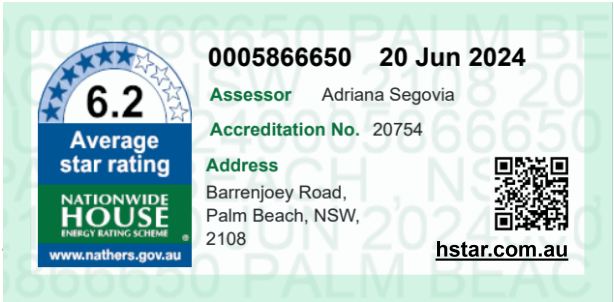 0005866650 20 Jun 2024
6.2
Average
star rating
NATIONWIDE
HOUSE
ENERGY RATING SCHEME ®
www.nathers.gov.au
Assessor Adriana Segovia
Accreditation No. 20754
Address
Barrenjoey Road,
Palm Beach, NSW,
2108
hstar.com.au